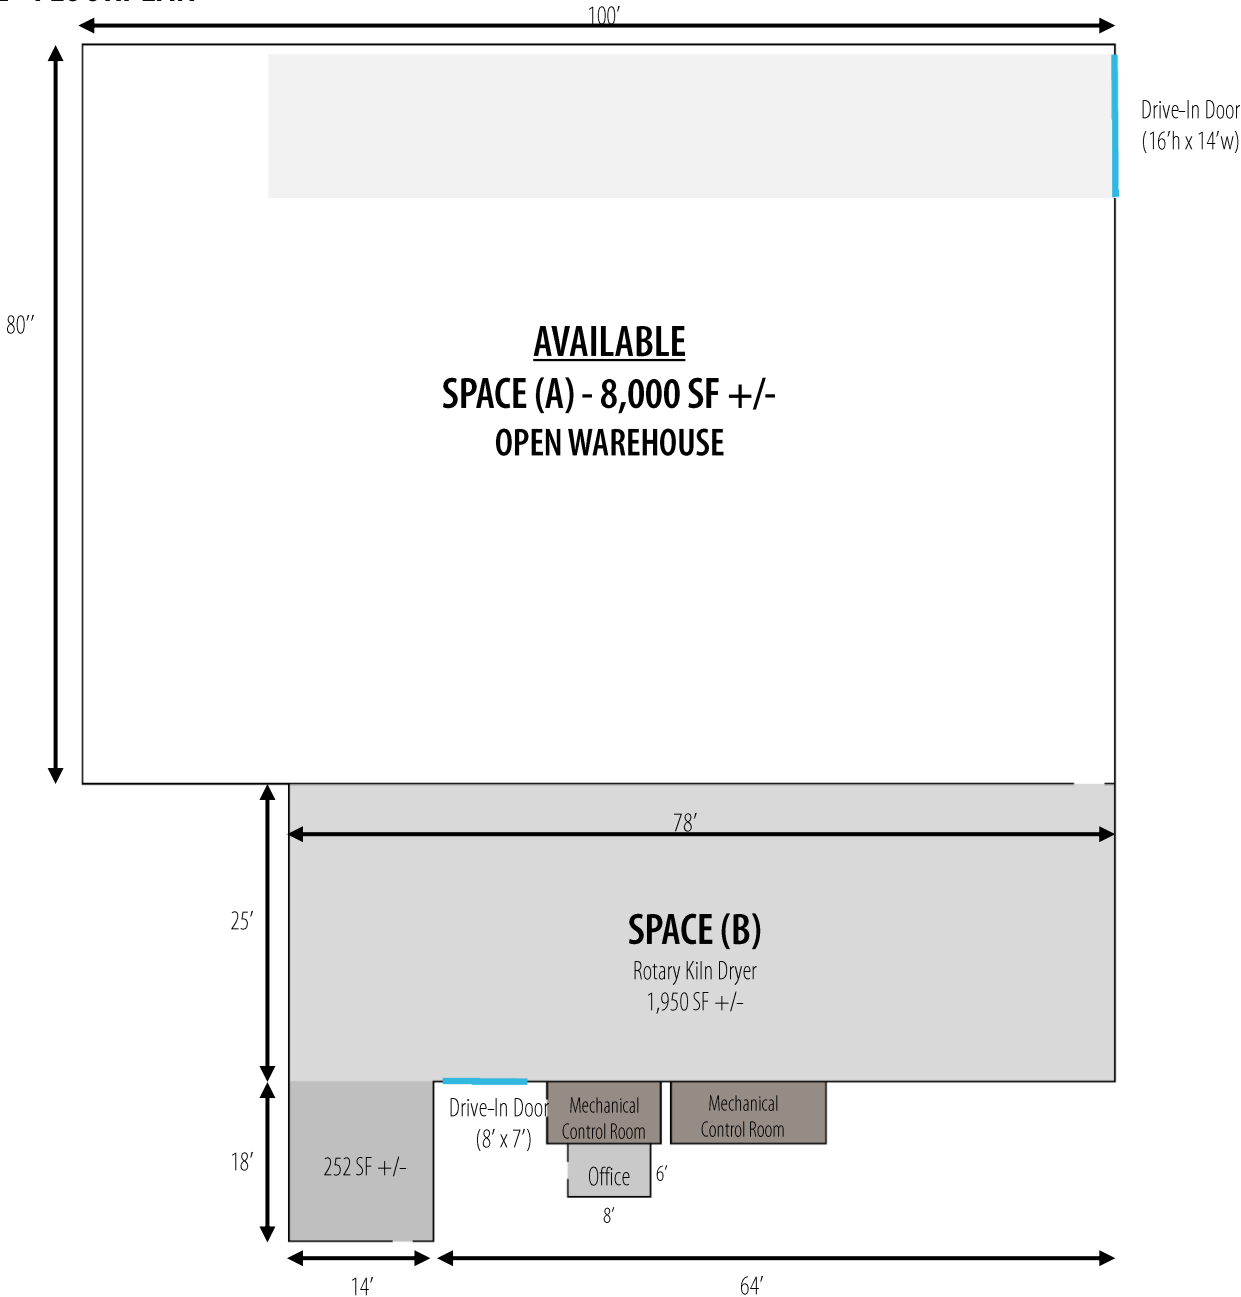 100’
Drive-In Door
(16’h x 14’w)
80’’
AVAILABLE
SPACE (A) - 8,000 SF +/-
OPEN WAREHOUSE
78’
25’
SPACE (B)
Rotary Kiln Dryer
1,950 SF +/-
Drive-In Door
(8’ x 7’)
Mechanical
Control Room
Mechanical
Control Room
18’
252 SF +/-
Office
6’
8’
14’
64’